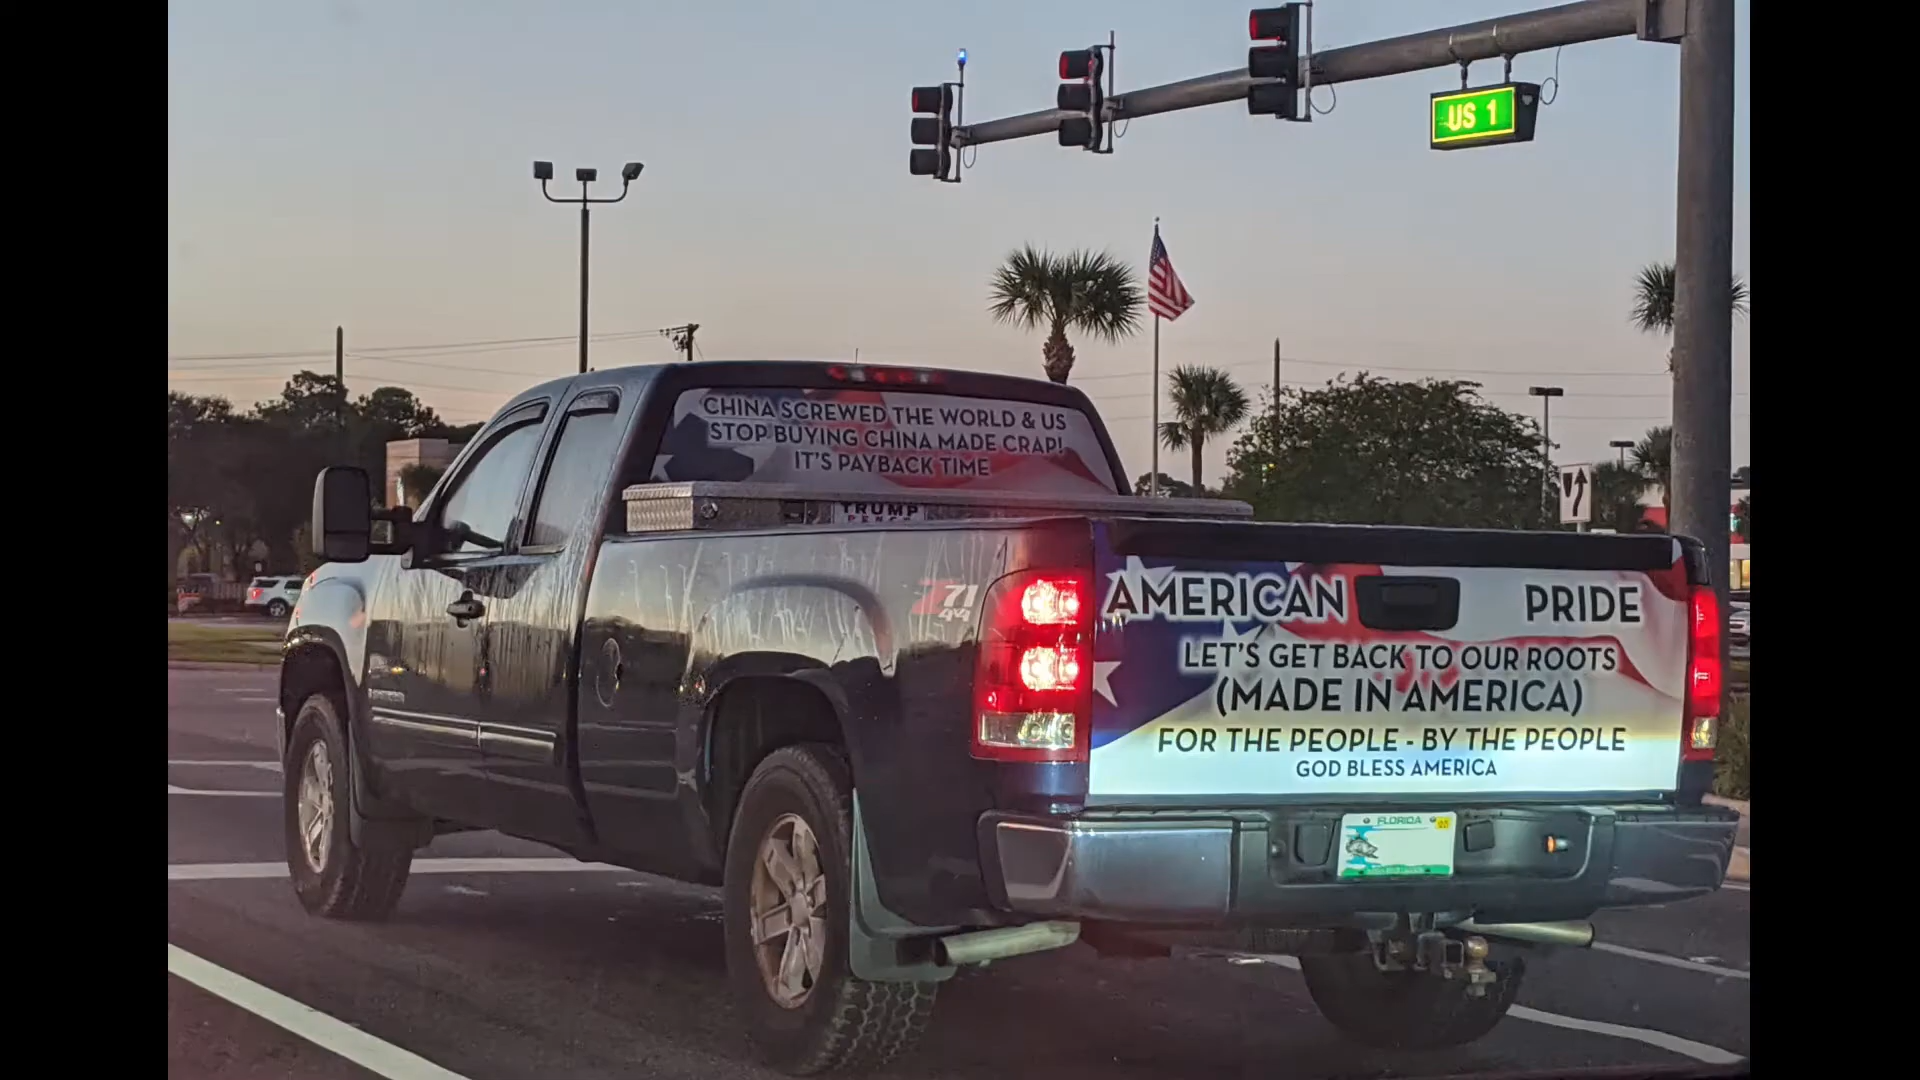 US 1
CHINA SCREWED THE WORLD & US
STOP BUYING CHINA MADE CRAP!
IT'S PAYBACK TIME
TRUMP
PENCE
Z71
4x4
AMERICAN PRIDE
LET'S GET BACK TO OUR ROOTS
(MADE IN AMERICA)
FOR THE PEOPLE - BY THE PEOPLE
GOD BLESS AMERICA
FLORIDA